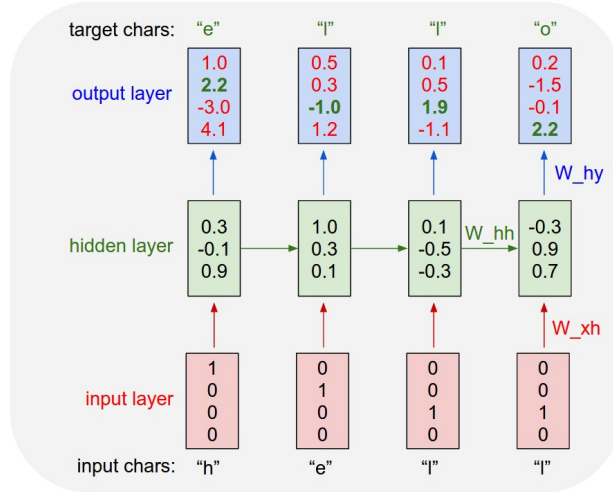 target chars: “e” “l” “l” “o”
output layer
1.0 0.5 0.1 0.2
2.2 0.3 0.5 -1.5
-3.0 -1.0 1.9 -0.1
4.1 1.2 -1.1 2.2
W_hy
hidden layer
0.3 1.0 0.1 -0.3
-0.1 0.3 -0.5 0.9
0.9 0.1 -0.3 0.7
W_hh
W_xh
input layer
1 0 0 0
0 1 0 0
0 0 1 1
0 0 0 0
input chars: “h” “e” “l” “l”